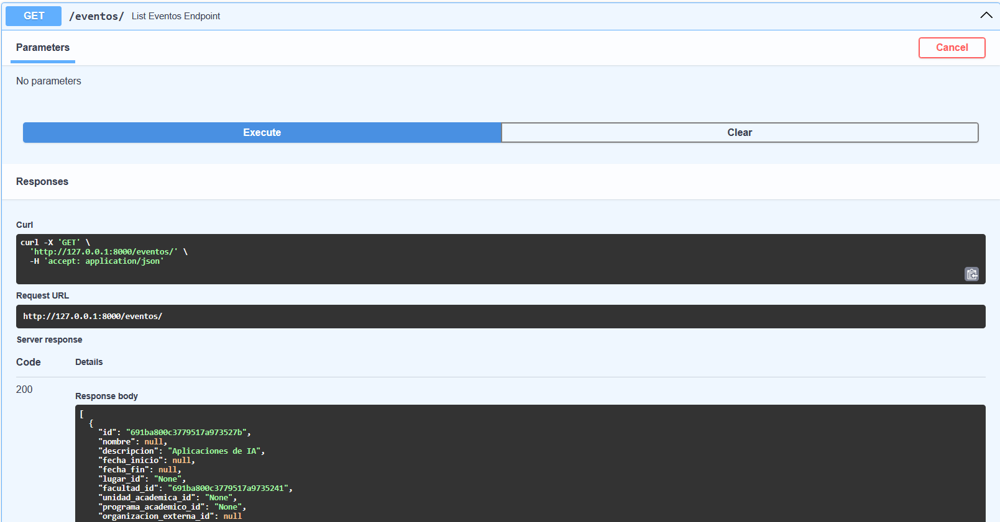 GET /eventos/ List Eventos Endpoint
Parameters
Cancel
No parameters
Execute
Clear
Responses
Curl
curl -X 'GET' \
  'http://127.0.0.1:8000/eventos/' \
  -H 'accept: application/json'
Request URL
http://127.0.0.1:8000/eventos/
Server response
Code Details
200
Response body
[
  {
    "id": "691ba800c3779517a973527b",
    "nombre": null,
    "descripcion": "Aplicaciones de IA",
    "fecha_inicio": null,
    "fecha_fin": null,
    "lugar_id": "None",
    "facultad_id": "691ba800c3779517a9735241",
    "unidad_academica_id": "None",
    "programa_academico_id": "None",
    "organizacion_externa_id": null